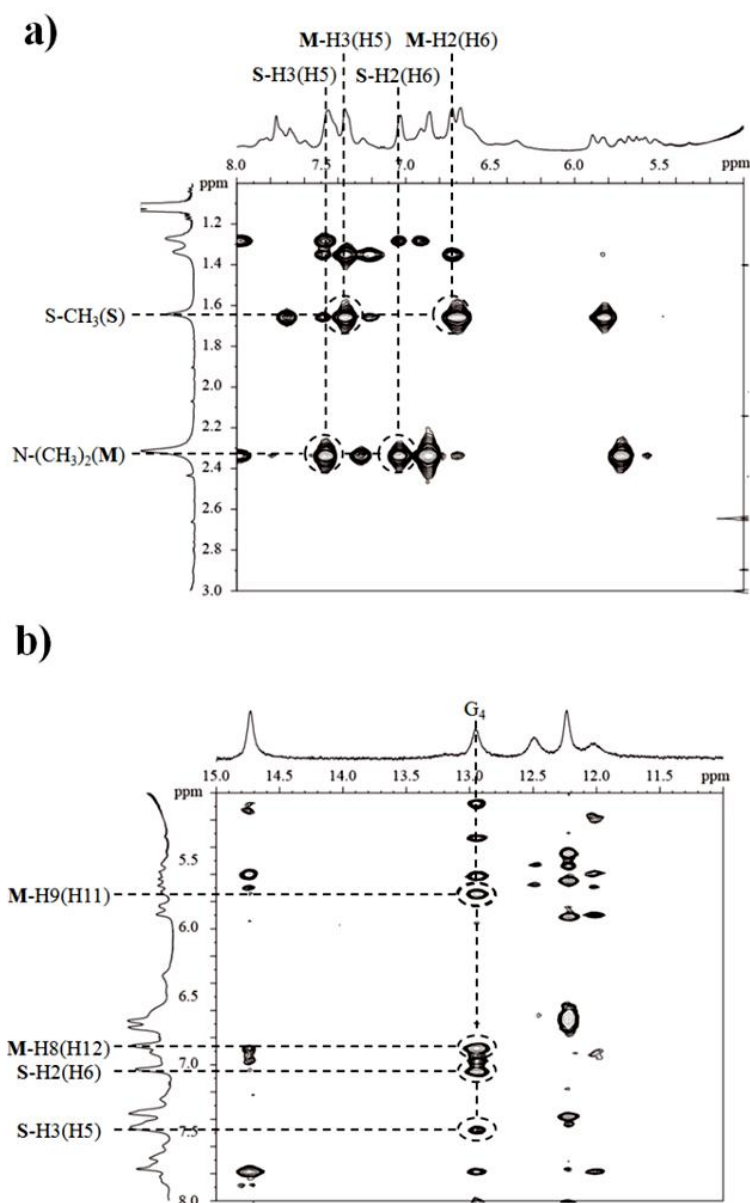 a)
M-H3(H5) M-H2(H6)
S-H3(H5) S-H2(H6)
8.0 7.5 7.0 6.5 6.0 5.5 ppm
ppm
1.2
1.4
S-CH₃(S) 1.6
1.8
2.0
2.2
N-(CH₃)₂(M) 2.4
2.6
2.8
3.0
b)
G₄
15.0 14.5 14.0 13.5 13.0 12.5 12.0 11.5 ppm
ppm
5.5
M-H9(H11)
6.0
6.5
M-H8(H12)
7.0
S-H2(H6)
S-H3(H5) 7.5
8.0